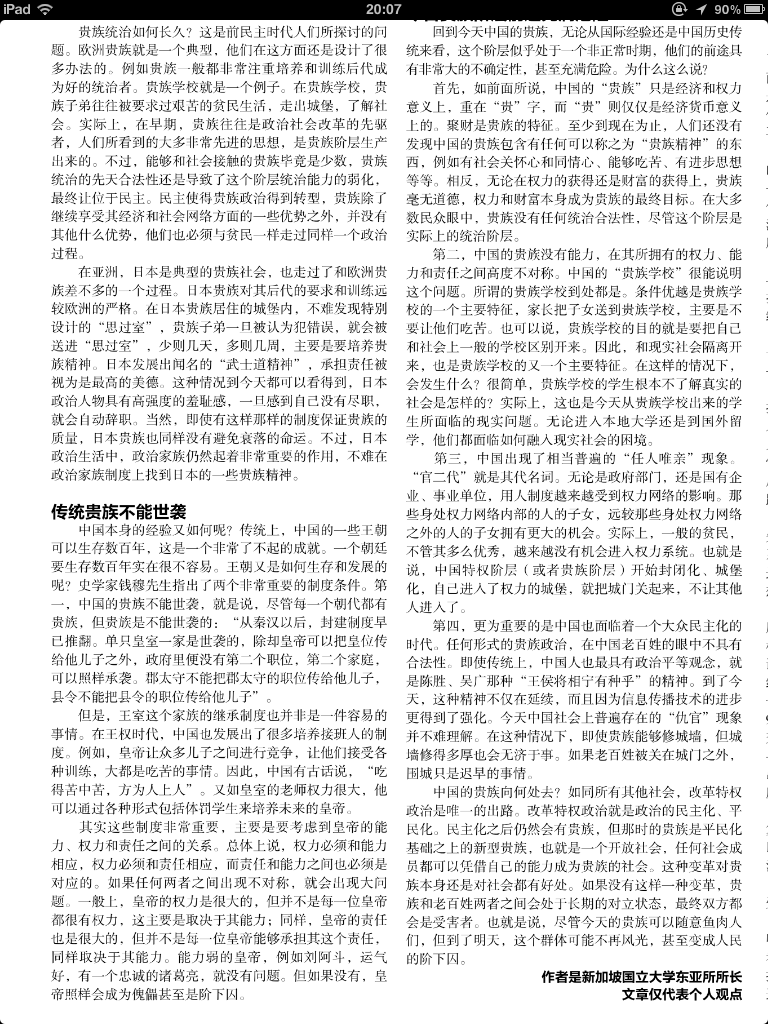 iPad
20:07
90%
贵族统治如何长久？这是前民主时代人们所探讨的问
题。欧洲贵族就是一个典型，他们在这方面还是设计了很
多办法的。例如贵族一般都非常注重培养和训练后代成
为好的统治者。贵族学校就是一个例子。在贵族学校，贵
族子弟往往被要求过艰苦的贫民生活，走出城堡，了解社
会。实际上，在早期，贵族往往是政治社会改革的先驱
者，人们所看到的大多非常先进的思想，是贵族阶层生产
出来的。不过，能够和社会接触的贵族毕竟是少数，贵族
统治的先天合法性还是导致了这个阶层统治能力的弱化，
最终让位于民主。民主使得贵族政治得到转型，贵族除了
继续享受其经济和社会网络方面的一些优势之外，并没有
其他什么优势，他们也必须与贫民一样走过同样一个政治
过程。
在亚洲，日本是典型的贵族社会，也走过了和欧洲贵
族差不多的一个过程。日本贵族对其后代的要求和训练远
较欧洲的严格。在日本贵族居住的城堡内，不难发现特别
设计的“思过室”，贵族子弟一旦被认为犯错误，就会被
送进“思过室”，少则几天，多则几周，主要是要培养贵
族精神。日本发展出闻名的“武士道精神”，承担责任被
视为是最高的美德。这种情况到今天都可以看得到，日本
政治人物具有高强度的羞耻感，一旦感到自己没有尽职，
就会自动辞职。当然，即使有这样那样的制度保证贵族的
质量，日本贵族也同样没有避免衰落的命运。不过，日本
政治生活中，政治家族仍然起着非常重要的作用，不难在
政治家族制度上找到日本的一些贵族精神。
传统贵族不能世袭
中国本身的经验又如何呢？传统上，中国的一些王朝
可以生存数百年，这是一个非常了不起的成就。一个朝廷
要生存数百年实在很不容易。王朝又是如何生存和发展的
呢？史学家钱穆先生指出了两个非常重要的制度条件。第
一，中国的贵族不能世袭，就是说，尽管每一个朝代都有
贵族，但贵族是不能世袭的；“从秦汉以后，封建制度早
已推翻。单只皇室一家是世袭的，除却皇帝可以把皇位传
给他儿子之外，政府里便没有第二个职位，第二个家庭，
可以照样承袭。郡太守不能把郡太守的职位传给他儿子，
县令不能把县令的职位传给他儿子”。
但是，王室这个家族的继承制度也并非是一件容易的
事情。在王权时代，中国也发展出了很多培养接班人的制
度。例如，皇帝让众多儿子之间进行竞争，让他们接受各
种训练，大都是吃苦的事情。因此，中国有古话说，“吃
得苦中苦，方为人上人”。又如皇室的老师权力很大，他
可以通过各种形式包括体罚学生来培养未来的皇帝。
其实这些制度非常重要，主要是要考虑到皇帝的能
力、权力和责任之间的关系。总体上说，权力必须和能力
相应，权力必须和责任相应，而责任和能力之间也必须是
对应的。如果任何两者之间出现不对称，就会出现大问
题。一般上，皇帝的权力是很大的，但并不是每一位皇帝
都很有权力，这主要是取决于其能力；同样，皇帝的责任
也是很大的，但并不是每一位皇帝能够承担其这个责任，
同样取决于其能力。能力弱的皇帝，例如刘阿斗，运气
好，有一个忠诚的诸葛亮，就没有问题。但如果没有，皇
帝照样会成为傀儡甚至是阶下囚。
回到今天中国的贵族，无论从国际经验还是中国历史传
统来看，这个阶层似乎处于一个非正常时期，他们的前途具
有非常大的不确定性，甚至充满危险。为什么这么说？
首先，如前面所说，中国的“贵族”只是经济和权力
意义上，重在“贵”字，而“贵”则仅仅是经济货币意义
上的。聚财是贵族的特征。至少到现在为止，人们还没有
发现中国的贵族包含有任何可以称之为“贵族精神”的东
西，例如有社会关怀心和同情心、能够吃苦、有进步思想
等等。相反，无论在权力的获得还是财富的获得上，贵族
毫无道德，权力和财富本身成为贵族的最终目标。在大多
数民众眼中，贵族没有任何统治合法性，尽管这个阶层是
实际上的统治阶层。
第二，中国的贵族没有能力，在其所拥有的权力、能
力和责任之间高度不对称。中国的“贵族学校”很能说明
这个问题。所谓的贵族学校到处都是。条件优越是贵族学
校的一个主要特征，家长把子女送到贵族学校，主要是不
要让他们吃苦。也可以说，贵族学校的目的就是要把自己
和社会上一般的学校区别开来。因此，和现实社会隔离开
来，也是贵族学校的又一个主要特征。在这样的情况下，
会发生什么？很简单，贵族学校的学生根本不了解真实的
社会是怎样的？实际上，这也是今天从贵族学校出来的学
生所面临的现实问题。无论进入本地大学还是到国外留
学，他们都面临如何融入现实社会的困境。
第三，中国出现了相当普遍的“任人唯亲”现象。
“官二代”就是其代名词。无论是政府部门，还是国有企
业、事业单位，用人制度越来越受到权力网络的影响。那
些身处权力网络内部的人的子女，远较那些身处权力网络
之外的人的子女拥有更大的机会。实际上，一般的贫民，
不管其多么优秀，越来越没有机会进入权力系统。也就是
说，中国特权阶层（或者贵族阶层）开始封闭化、城堡
化，自己进入了权力的城堡，就把城门关起来，不让其他
人进入了。
第四，更为重要的是中国也面临着一个大众民主化的
时代。任何形式的贵族政治，在中国老百姓的眼中不具有
合法性。即使传统上，中国人也最具有政治平等观念，就
是陈胜、吴广那种“王侯将相宁有种乎”的精神。到了今
天，这种精神不仅在延续，而且因为信息传播技术的进步
更得到了强化。今天中国社会上普遍存在的“仇官”现象
并不难理解。在这种情况下，即使贵族能够修城墙，但城
墙修得多厚也会无济于事。如果老百姓被关在城门之外，
围城只是迟早的事情。
中国的贵族向何处去？如同所有其他社会，改革特权
政治是唯一的出路。改革特权政治就是政治的民主化、平
民化。民主化之后仍然会有贵族，但那时的贵族是平民化
基础之上的新型贵族，也就是一个开放社会，任何社会成
员都可以凭借自己的能力成为贵族的社会。这种变革对贵
族本身还是对社会都有好处。如果没有这样一种变革，贵
族和老百姓两者之间会处于长期的对立状态，最终双方都
会是受害者。也就是说，尽管今天的贵族可以随意鱼肉人
们，但到了明天，这个群体可能不再风光，甚至变成人民
的阶下囚。
作者是新加坡国立大学东亚所所长
文章仅代表个人观点